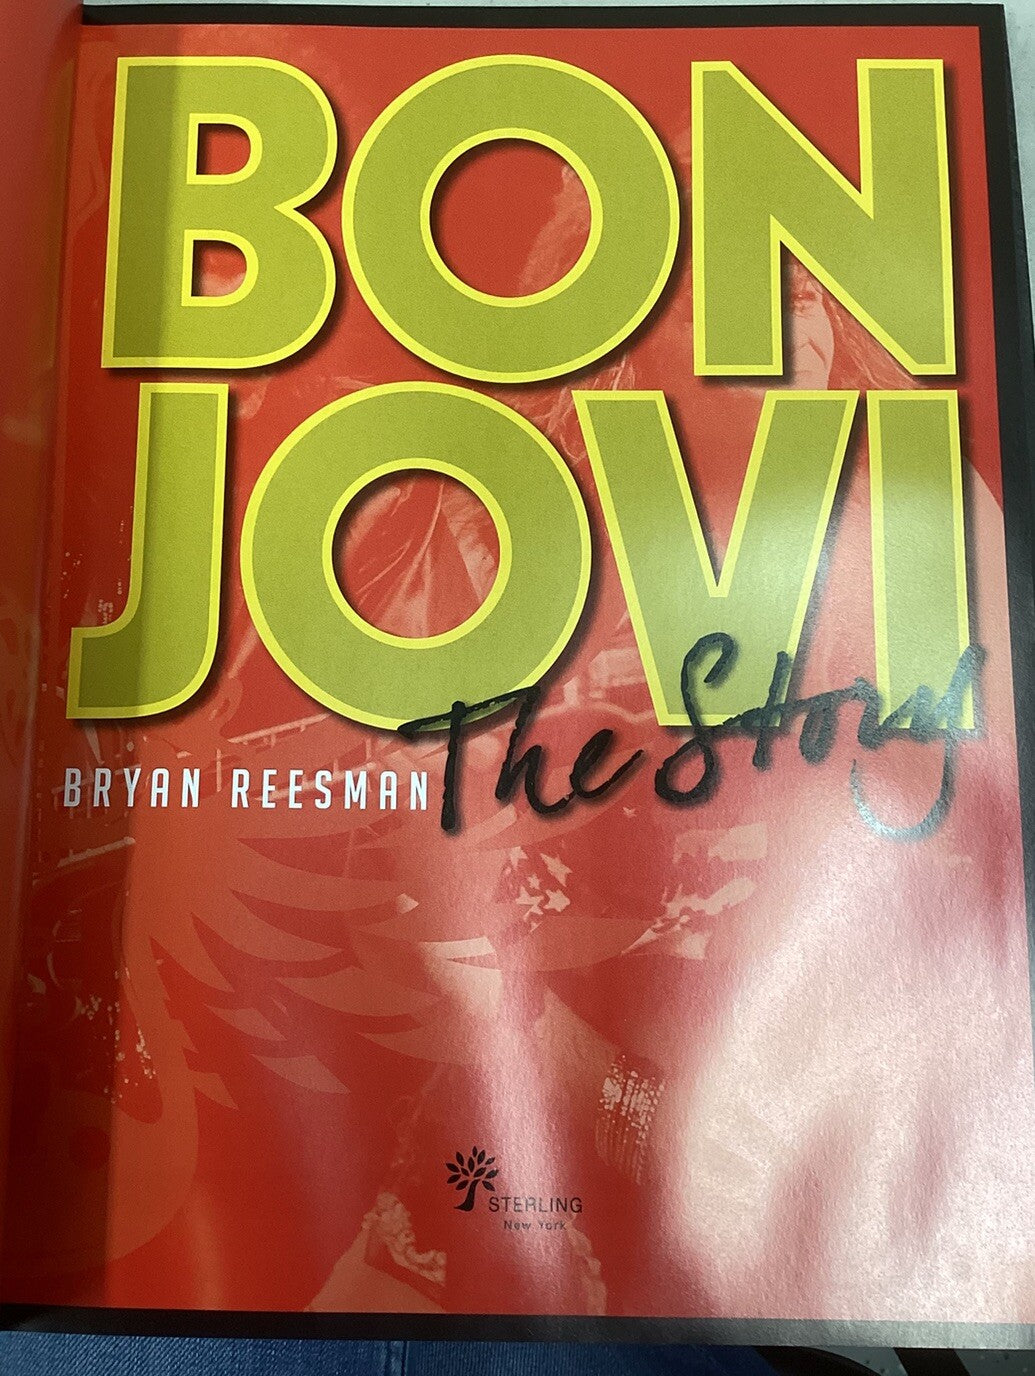 BON
JOVI
The Story
BRYAN REESMAN
STERLING
New York